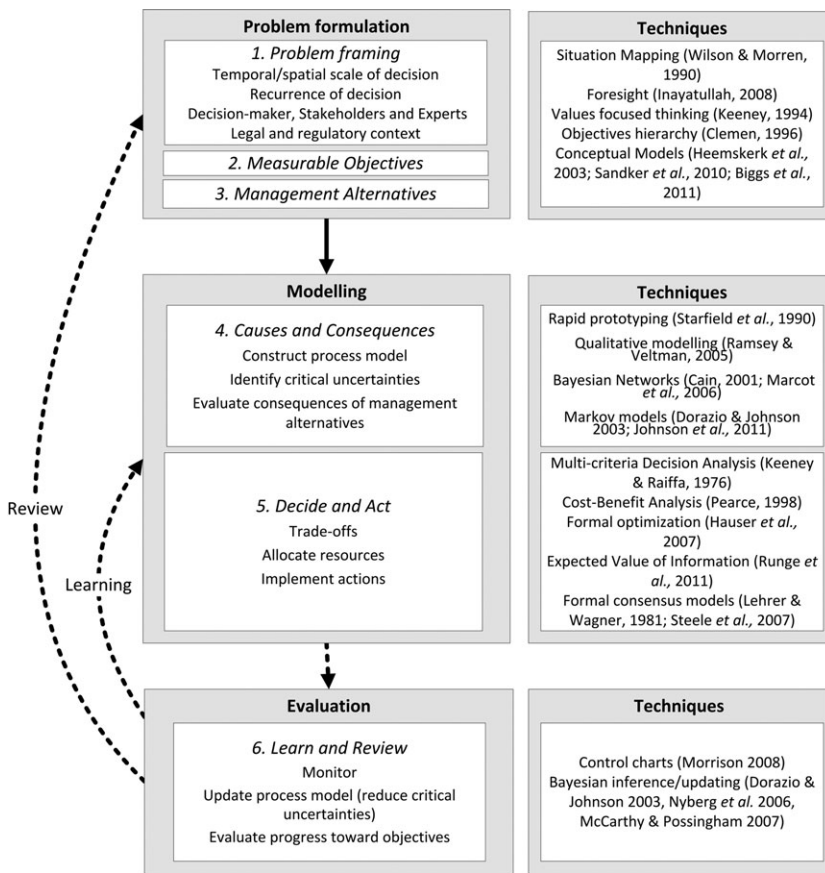 Problem formulation
1. Problem framing
Temporal/spatial scale of decision
Recurrence of decision
Decision-maker, Stakeholders and Experts
Legal and regulatory context
2. Measurable Objectives
3. Management Alternatives
Techniques
Situation Mapping (Wilson & Morren,
1990)
Foresight (Inayatullah, 2008)
Values focused thinking (Keeney, 1994)
Objectives hierarchy (Clemen, 1996)
Conceptual Models (Heemskerk et al.,
2003; Sandker et al., 2010; Biggs et al.,
2011)
Modelling
4. Causes and Consequences
Construct process model
Identify critical uncertainties
Evaluate consequences of management
alternatives
5. Decide and Act
Trade-offs
Allocate resources
Implement actions
Techniques
Rapid prototyping (Starfield et al., 1990)
Qualitative modelling (Ramsey &
Veltman, 2005)
Bayesian Networks (Cain, 2001; Marcot
et al., 2006)
Markov models (Dorazio & Johnson
2003; Johnson et al., 2011)
Multi-criteria Decision Analysis (Keeney
& Raiffa, 1976)
Cost-Benefit Analysis (Pearce, 1998)
Formal optimization (Hauser et al.,
2007)
Expected Value of Information (Runge et
al., 2011)
Formal consensus models (Lehrer &
Wagner, 1981; Steele et al., 2007)
Review
Learning
Evaluation
6. Learn and Review
Monitor
Update process model (reduce critical
uncertainties)
Evaluate progress toward objectives
Techniques
Control charts (Morrison 2008)
Bayesian inference/updating (Dorazio &
Johnson 2003, Nyberg et al. 2006,
McCarthy & Possingham 2007)